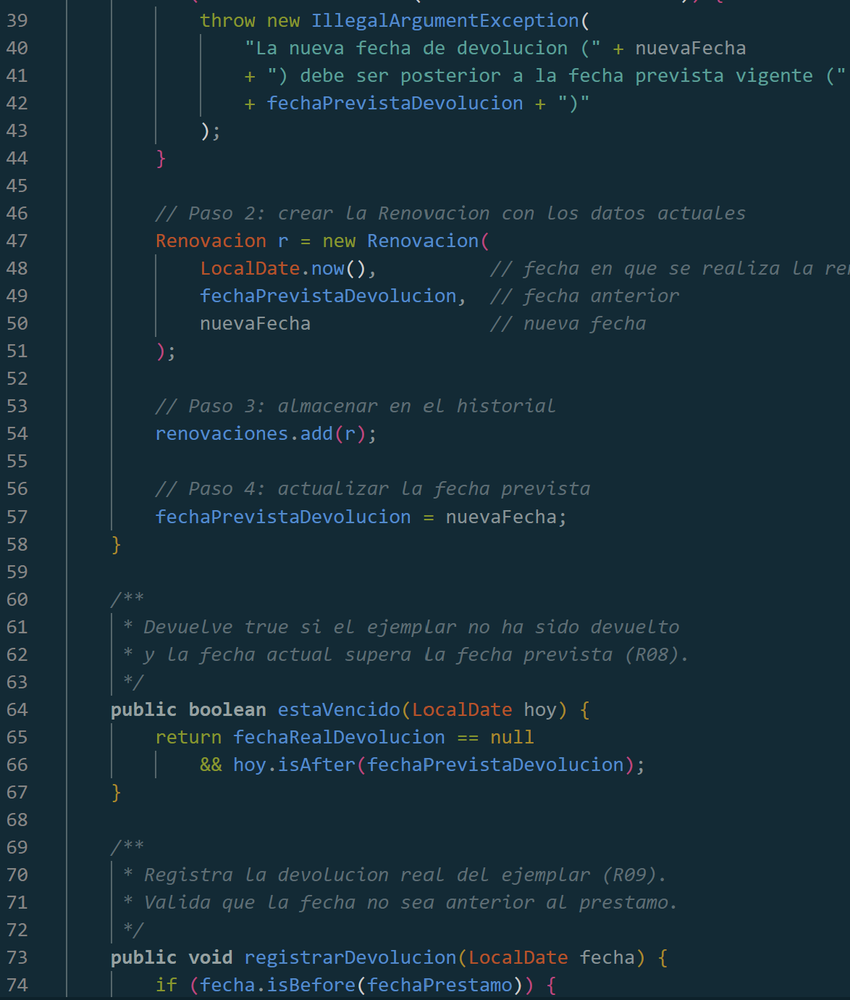 39 throw new IllegalArgumentException(
40 "La nueva fecha de devolucion (" + nuevaFecha
41 + ") debe ser posterior a la fecha prevista vigente ("
42 + fechaPrevistaDevolucion + ")"
43 );
44 }
45
46 // Paso 2: crear la Renovacion con los datos actuales
47 Renovacion r = new Renovacion(
48 LocalDate.now(), // fecha en que se realiza la
49 fechaPrevistaDevolucion, // fecha anterior
50 nuevaFecha // nueva fecha
51 );
52
53 // Paso 3: almacenar en el historial
54 renovaciones.add(r);
55
56 // Paso 4: actualizar la fecha prevista
57 fechaPrevistaDevolucion = nuevaFecha;
58 }
59
60 /**
61 * Devuelve true si el ejemplar no ha sido devuelto
62 * y la fecha actual supera la fecha prevista (R08).
63 */
64 public boolean estaVencido(LocalDate hoy) {
65 return fechaRealDevolucion == null
66 && hoy.isAfter(fechaPrevistaDevolucion);
67 }
68
69 /**
70 * Registra la devolucion real del ejemplar (R09).
71 * Valida que la fecha no sea anterior al prestamo.
72 */
73 public void registrarDevolucion(LocalDate fecha) {
74 if (fecha.isBefore(fechaPrestamo)) {